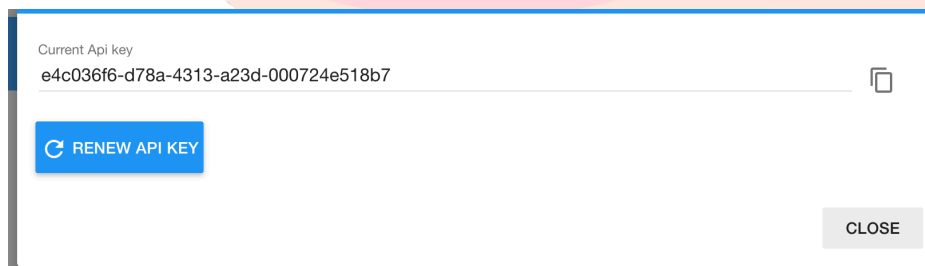 Current Api key
e4c036f6-d78a-4313-a23d-000724e518b7
RENEW API KEY
CLOSE